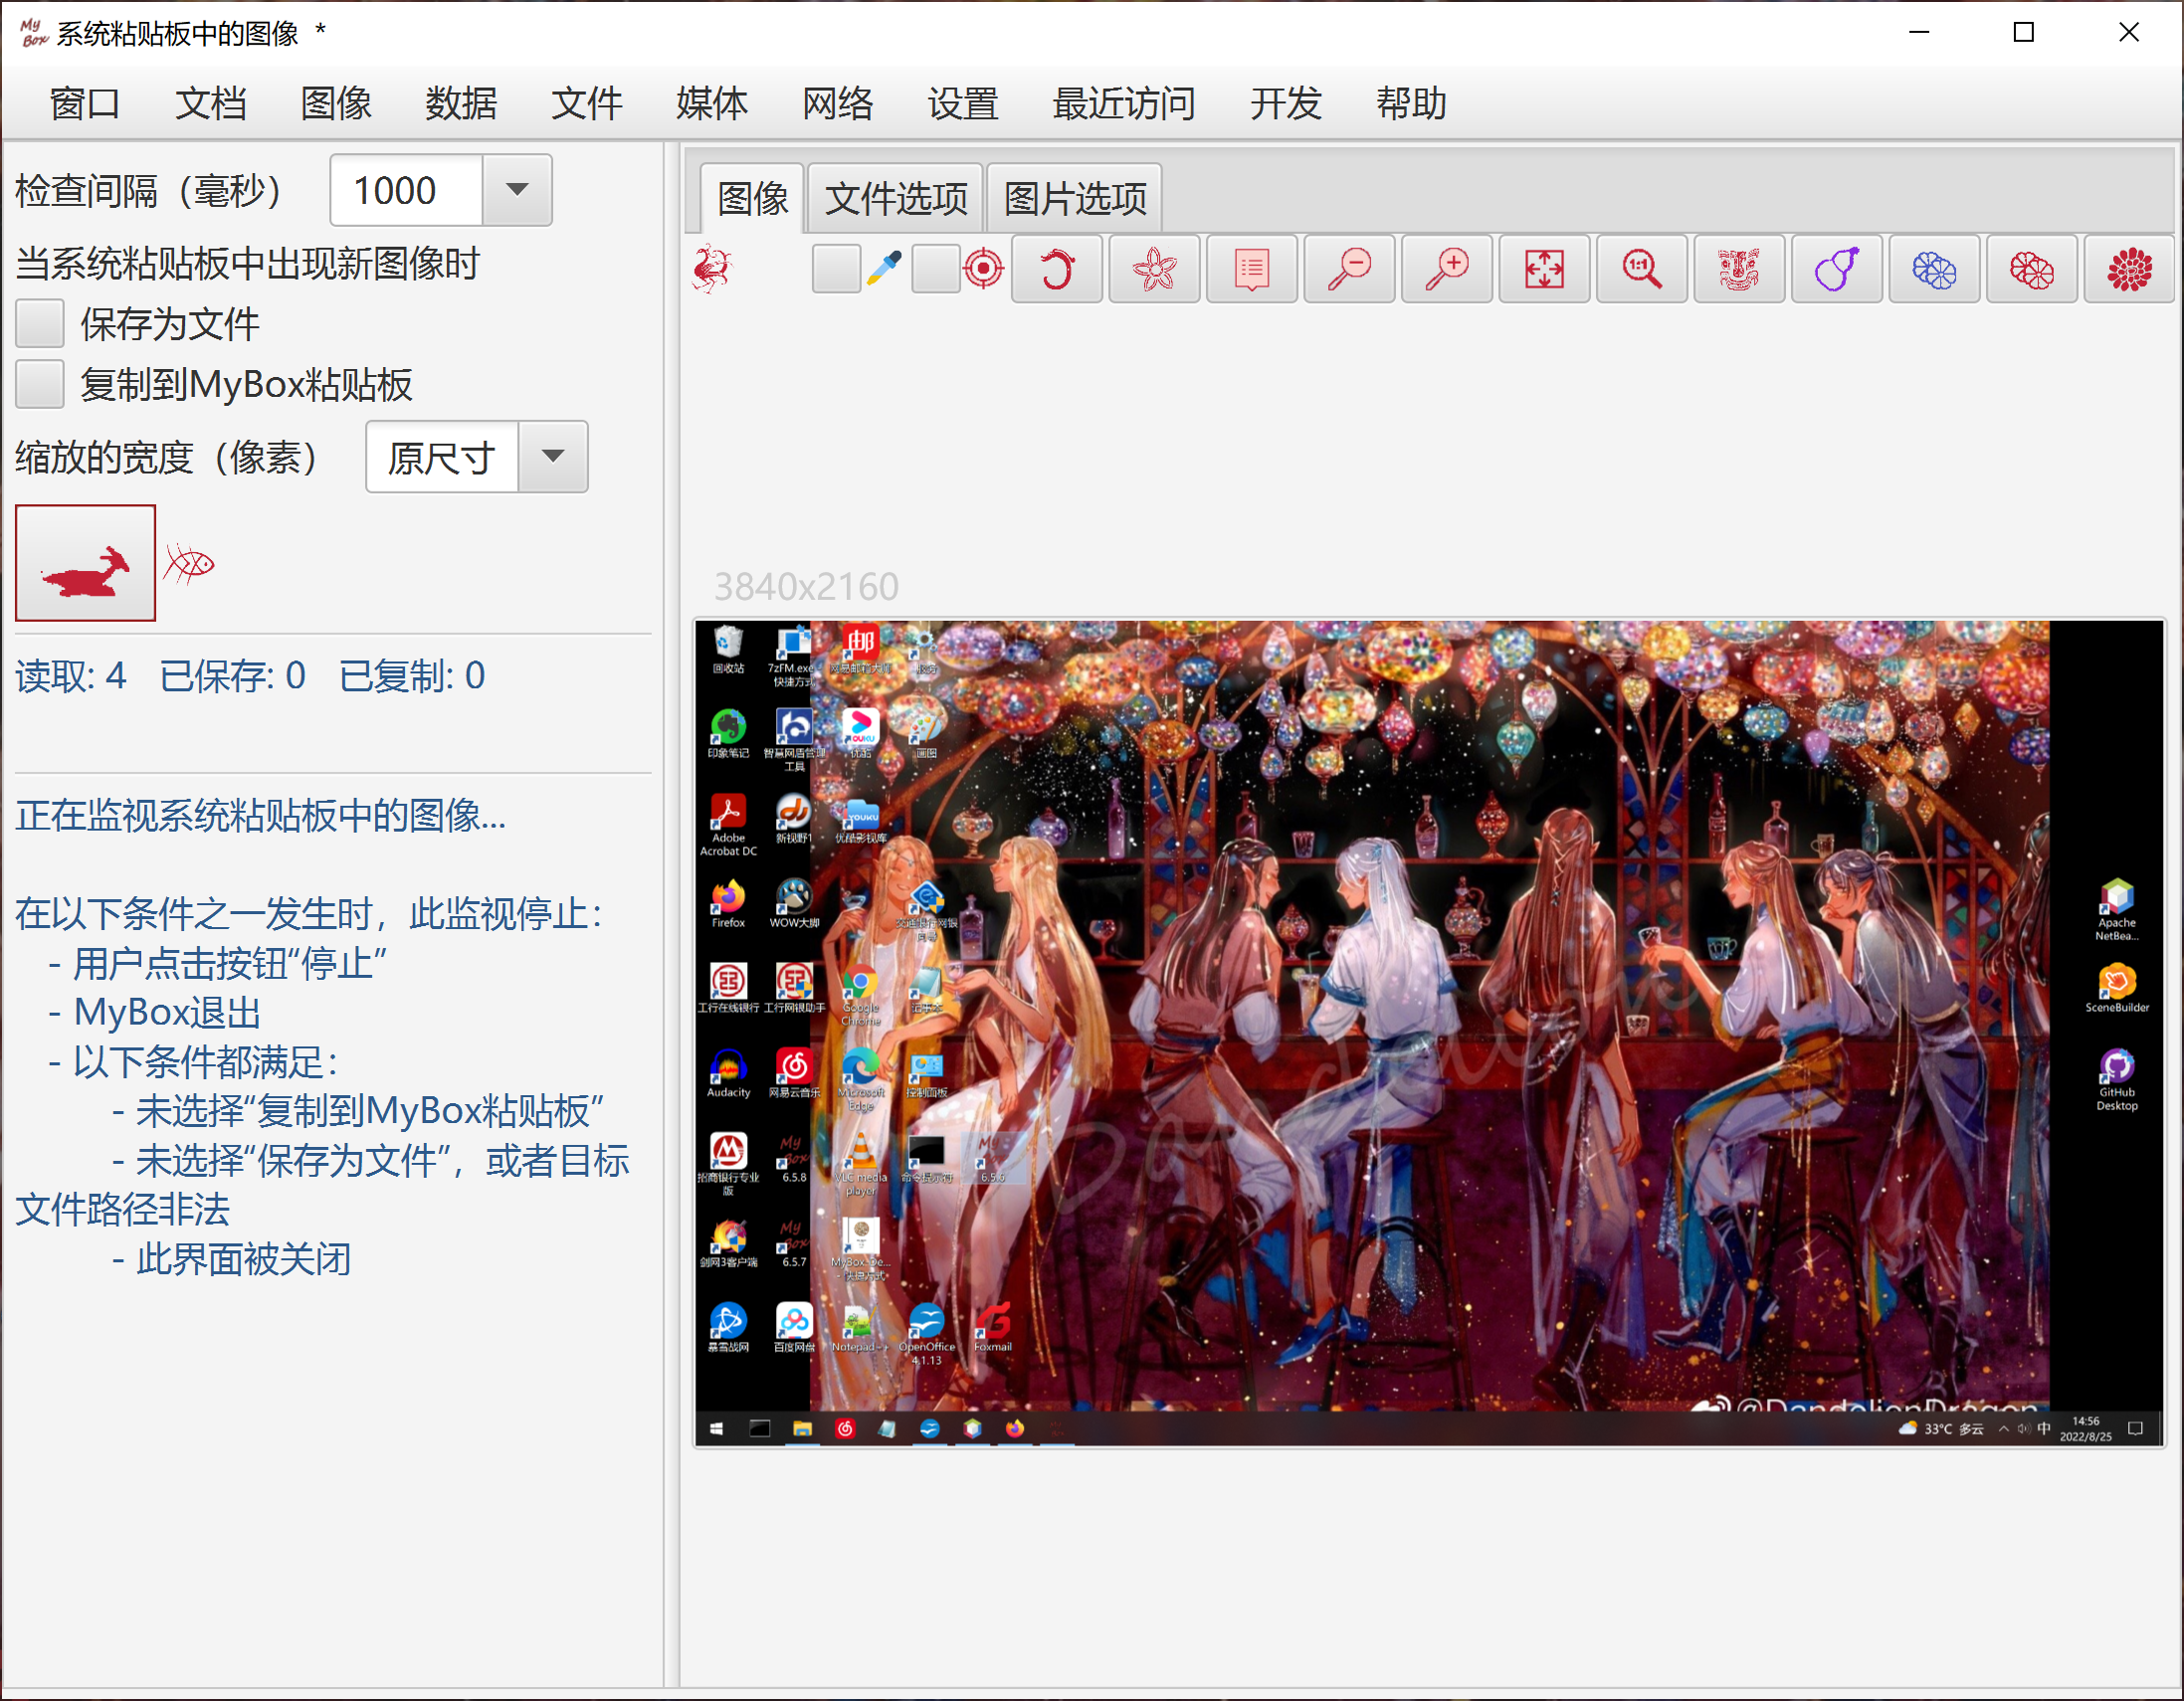 My Box 系统粘贴板中的图像 *
窗口 文档 图像 数据 文件 媒体 网络 设置 最近访问 开发 帮助
检查间隔（毫秒） 1000
当系统粘贴板中出现新图像时
保存为文件
复制到MyBox粘贴板
缩放的宽度（像素） 原尺寸
读取: 4 已保存: 0 已复制: 0
正在监视系统粘贴板中的图像...
在以下条件之一发生时，此监视停止：
- 用户点击按钮“停止”
- MyBox退出
- 以下条件都满足：
- 未选择“复制到MyBox粘贴板”
- 未选择“保存为文件”，或者目标
文件路径非法
- 此界面被关闭
图像 文件选项 图片选项
1:1
3840x2160
回收站 7zFM.exe
快捷方式
印象笔记 智慧网盾管理 画图
工具
Adobe 新视野1 优酷影视库
Acrobat DC
Firefox WOW大脚
工行在线银行 工行网银助手 Google 记事本
Chrome
Audacity 网易云音乐 Microsoft 控制面板
Edge
招商银行专业 6.5.8 VLC media 命令提示符 6.5.6
版 player
剑网3客户端 6.5.7 MyBox.De...
- 快捷方式
暴雪战网 百度网盘 Notepad++ OpenOffice Foxmail
4.1.13
Apache
NetBea...
SceneBuilder
GitHub
Desktop
@DandelionDragon
33°C 多云 中 14:56
2022/8/25